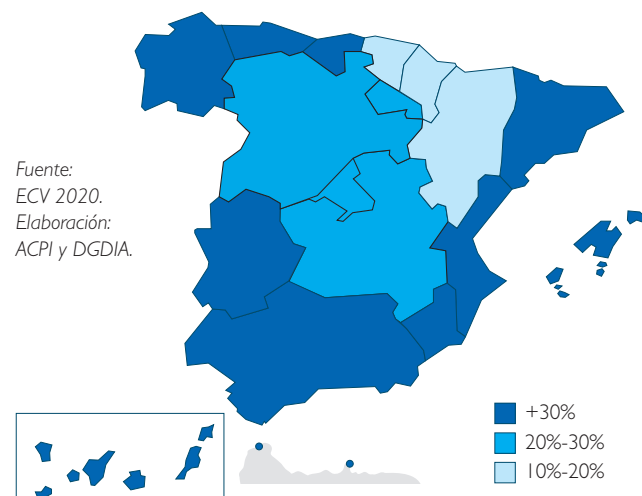 Fuente:
ECV 2020.
Elaboración:
ACPI y DGDIA.
+30%
20%-30%
10%-20%